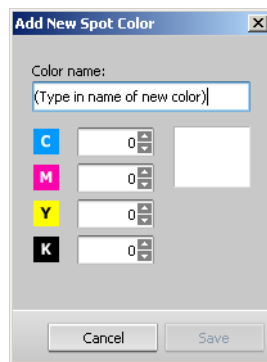 Add New Spot Color
Color name:
(Type in name of new color)
C 0
M 0
Y 0
K 0
Cancel Save